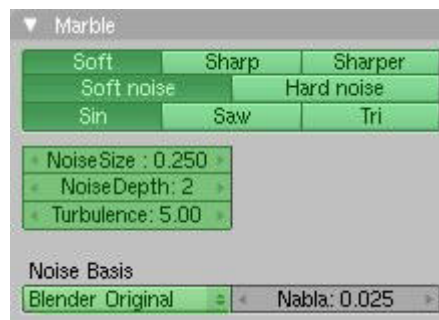 Marble
Soft Sharp Sharper
Soft noise Hard noise
Sin Saw Tri
NoiseSize : 0.250
NoiseDepth: 2
Turbulence: 5.00
Noise Basis
Blender Original Nabla: 0.025